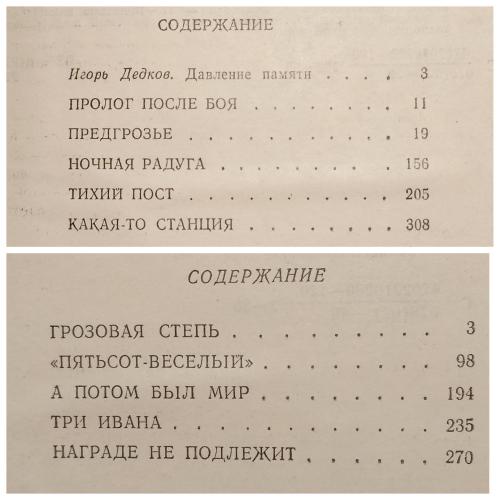 СОДЕРЖАНИЕ
Игорь Дедков. Давление памяти . . . . 3
ПРОЛОГ ПОСЛЕ БОЯ . . . . . . . . 11
ПРЕДГРОЗЬЕ . . . . . . . . . . . 19
НОЧНАЯ РАДУГА . . . . . . . . . 156
ТИХИЙ ПОСТ . . . . . . . . . . . 205
КАКАЯ-ТО СТАНЦИЯ . . . . . . . . 308
СОДЕРЖАНИЕ
ГРОЗОВАЯ СТЕПЬ . . . . . . . . . 3
«ПЯТЬСОТ-ВЕСЕЛЫЙ» . . . . . . . 98
А ПОТОМ БЫЛ МИР . . . . . . . . 194
ТРИ ИВАНА . . . . . . . . . . . 235
НАГРАДЕ НЕ ПОДЛЕЖИТ . . . . . . 270